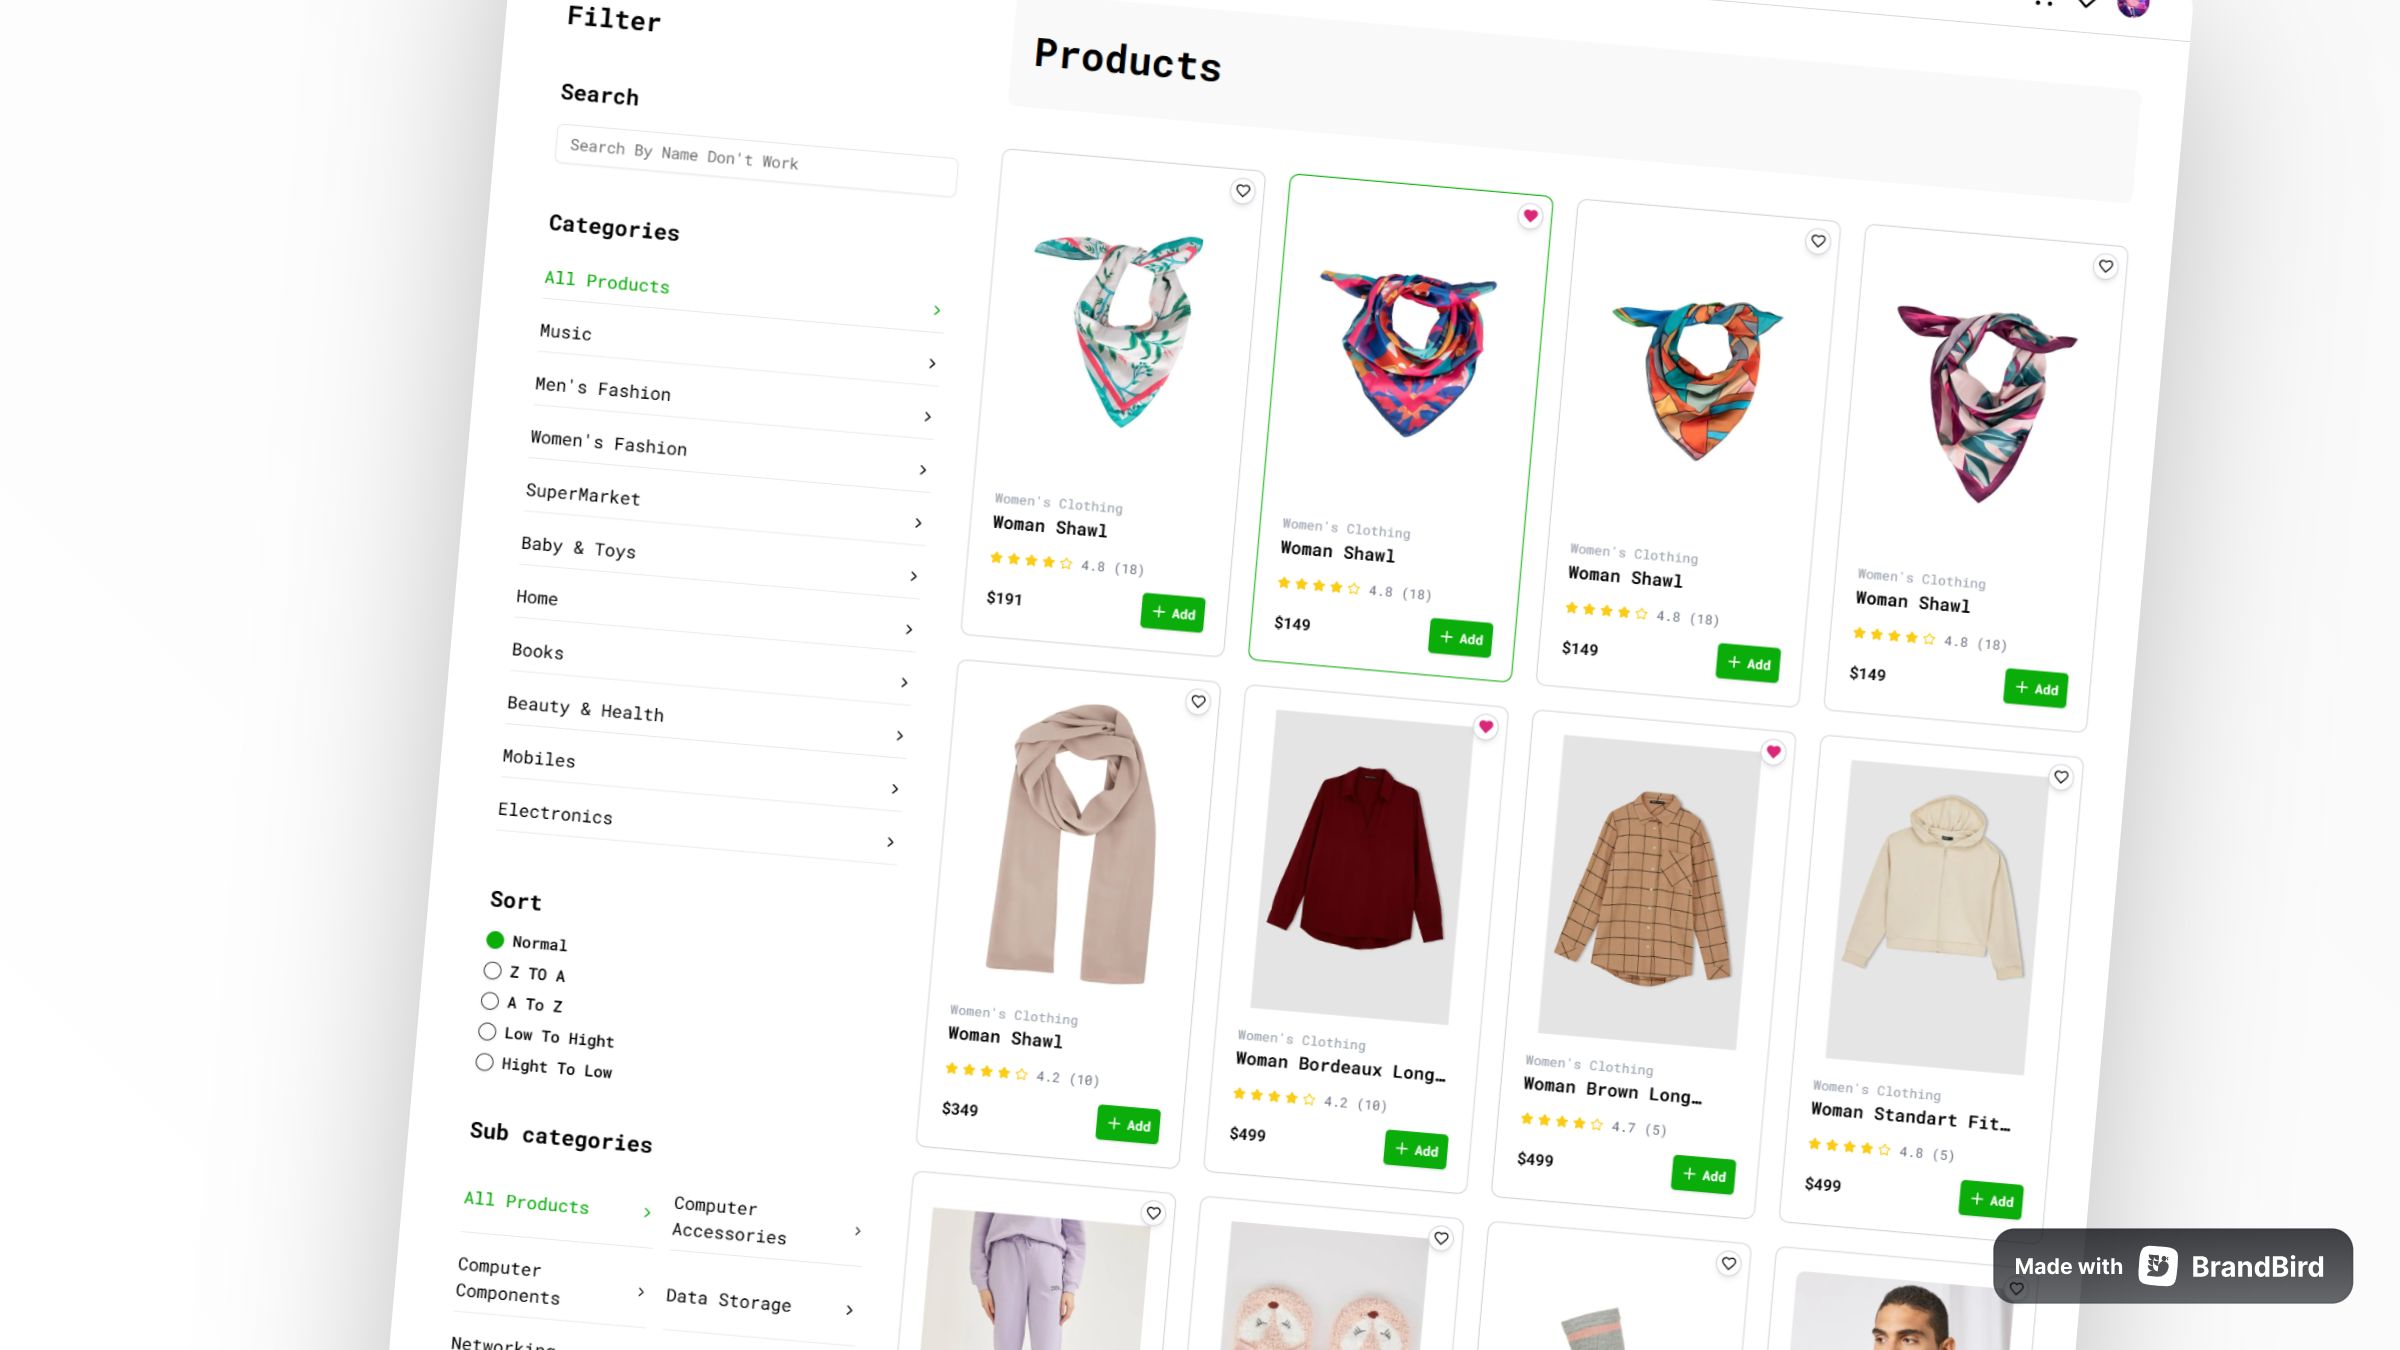 Filter
Search
Search By Name Don't Work
Categories
All Products
Music
Men's Fashion
Women's Fashion
SuperMarket
Baby & Toys
Home
Books
Beauty & Health
Mobiles
Electronics
Sort
Normal
Z TO A
A To Z
Low To Hight
Hight To Low
Sub categories
All Products
Computer
Accessories
Computer
Components
Data Storage
Networking
Products
Women's Clothing
Woman Shawl
4.8 (18)
$191
+ Add
Women's Clothing
Woman Shawl
4.8 (18)
$149
+ Add
Women's Clothing
Woman Shawl
4.8 (18)
$149
+ Add
Women's Clothing
Woman Shawl
4.8 (18)
$149
+ Add
Women's Clothing
Woman Shawl
4.2 (10)
$349
+ Add
Women's Clothing
Woman Bordeaux Long…
4.2 (10)
$499
+ Add
Women's Clothing
Woman Brown Long…
4.7 (5)
$499
+ Add
Women's Clothing
Woman Standart Fit…
4.8 (5)
$499
+ Add
Made with BrandBird